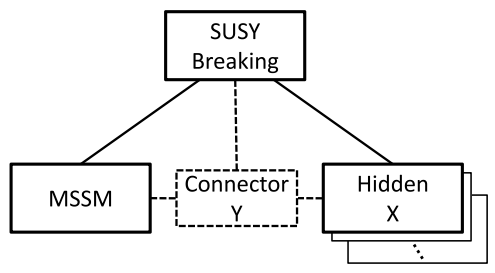 SUSY
Breaking
MSSM
Connector
Y
Hidden
X